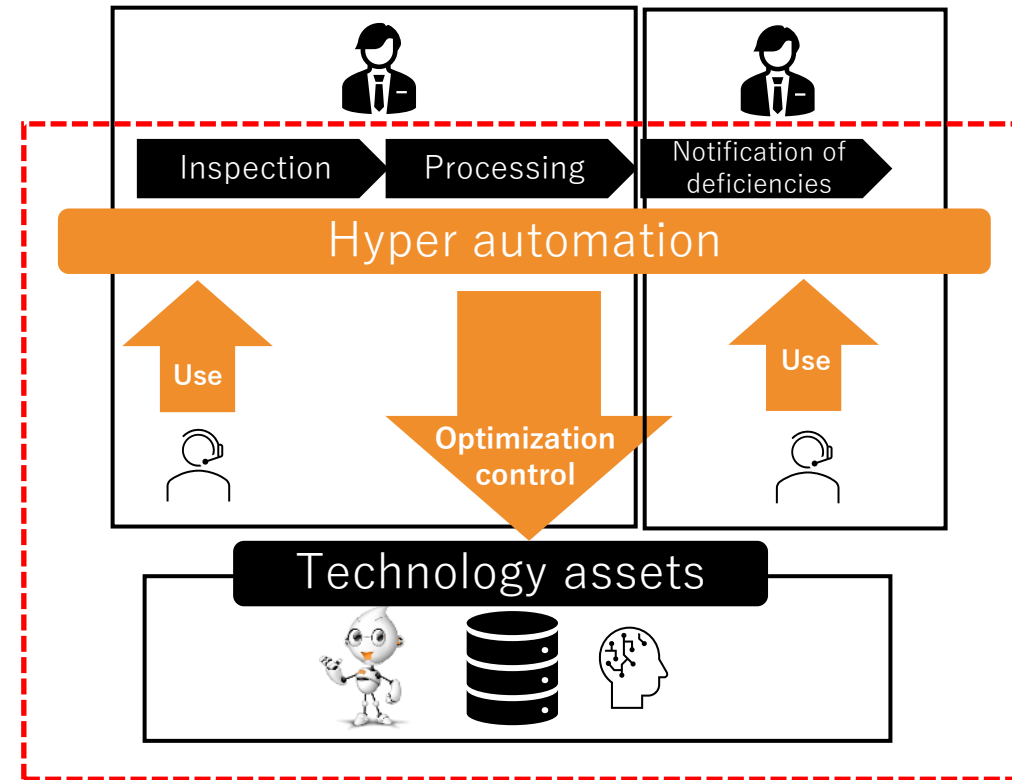 Inspection
Processing
Notification of
deficiencies
Hyper automation
Use
Use
Optimization
control
Technology assets